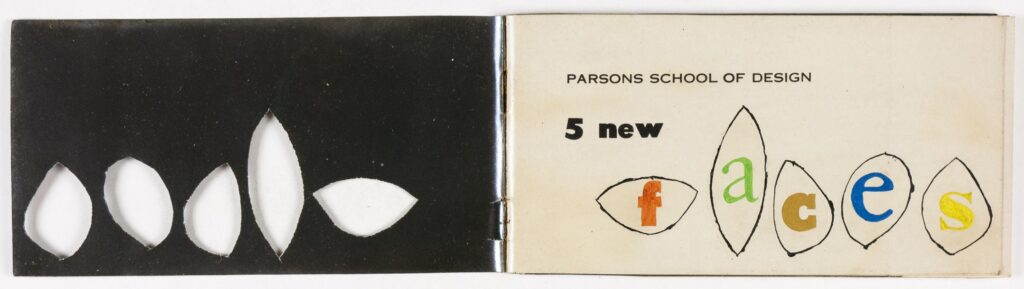 PARSONS SCHOOL OF DESIGN
5 new
faces